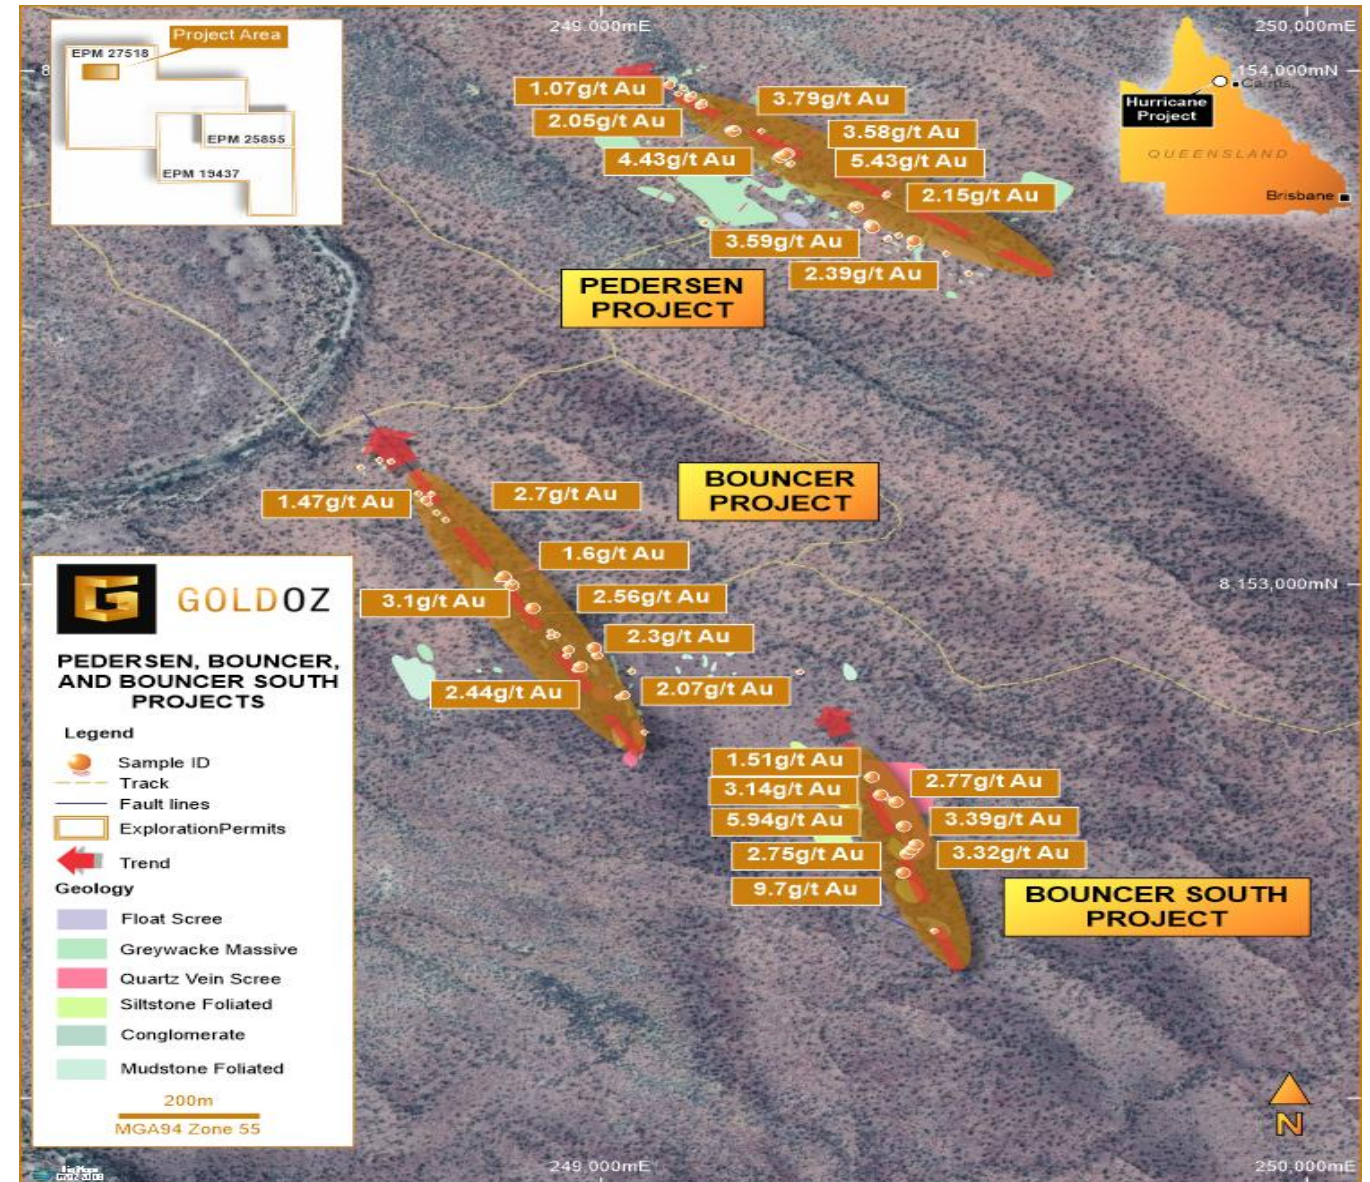 249,000mE
250,000mE
Project Area
EPM 27518
EPM 25855
EPM 19437
8
,154,000mN
Cairns
Hurricane
Project
QUEENSLAND
Brisbane
1.07g/t Au
3.79g/t Au
2.05g/t Au
3.58g/t Au
4.43g/t Au
5.43g/t Au
2.15g/t Au
3.59g/t Au
2.39g/t Au
PEDERSEN
PROJECT
BOUNCER
PROJECT
1.47g/t Au
2.7g/t Au
1.6g/t Au
3.1g/t Au
2.56g/t Au
2.3g/t Au
2.44g/t Au
2.07g/t Au
8,153,000mN
1.51g/t Au
2.77g/t Au
3.14g/t Au
5.94g/t Au
3.39g/t Au
2.75g/t Au
3.32g/t Au
9.7g/t Au
BOUNCER SOUTH
PROJECT
G GOLDOZ
PEDERSEN, BOUNCER,
AND BOUNCER SOUTH
PROJECTS
Legend
Sample ID
Track
Fault lines
ExplorationPermits
Trend
Geology
Float Scree
Greywacke Massive
Quartz Vein Scree
Siltstone Foliated
Conglomerate
Mudstone Foliated
200m
MGA94 Zone 55
N
249,000mE
250,000mE